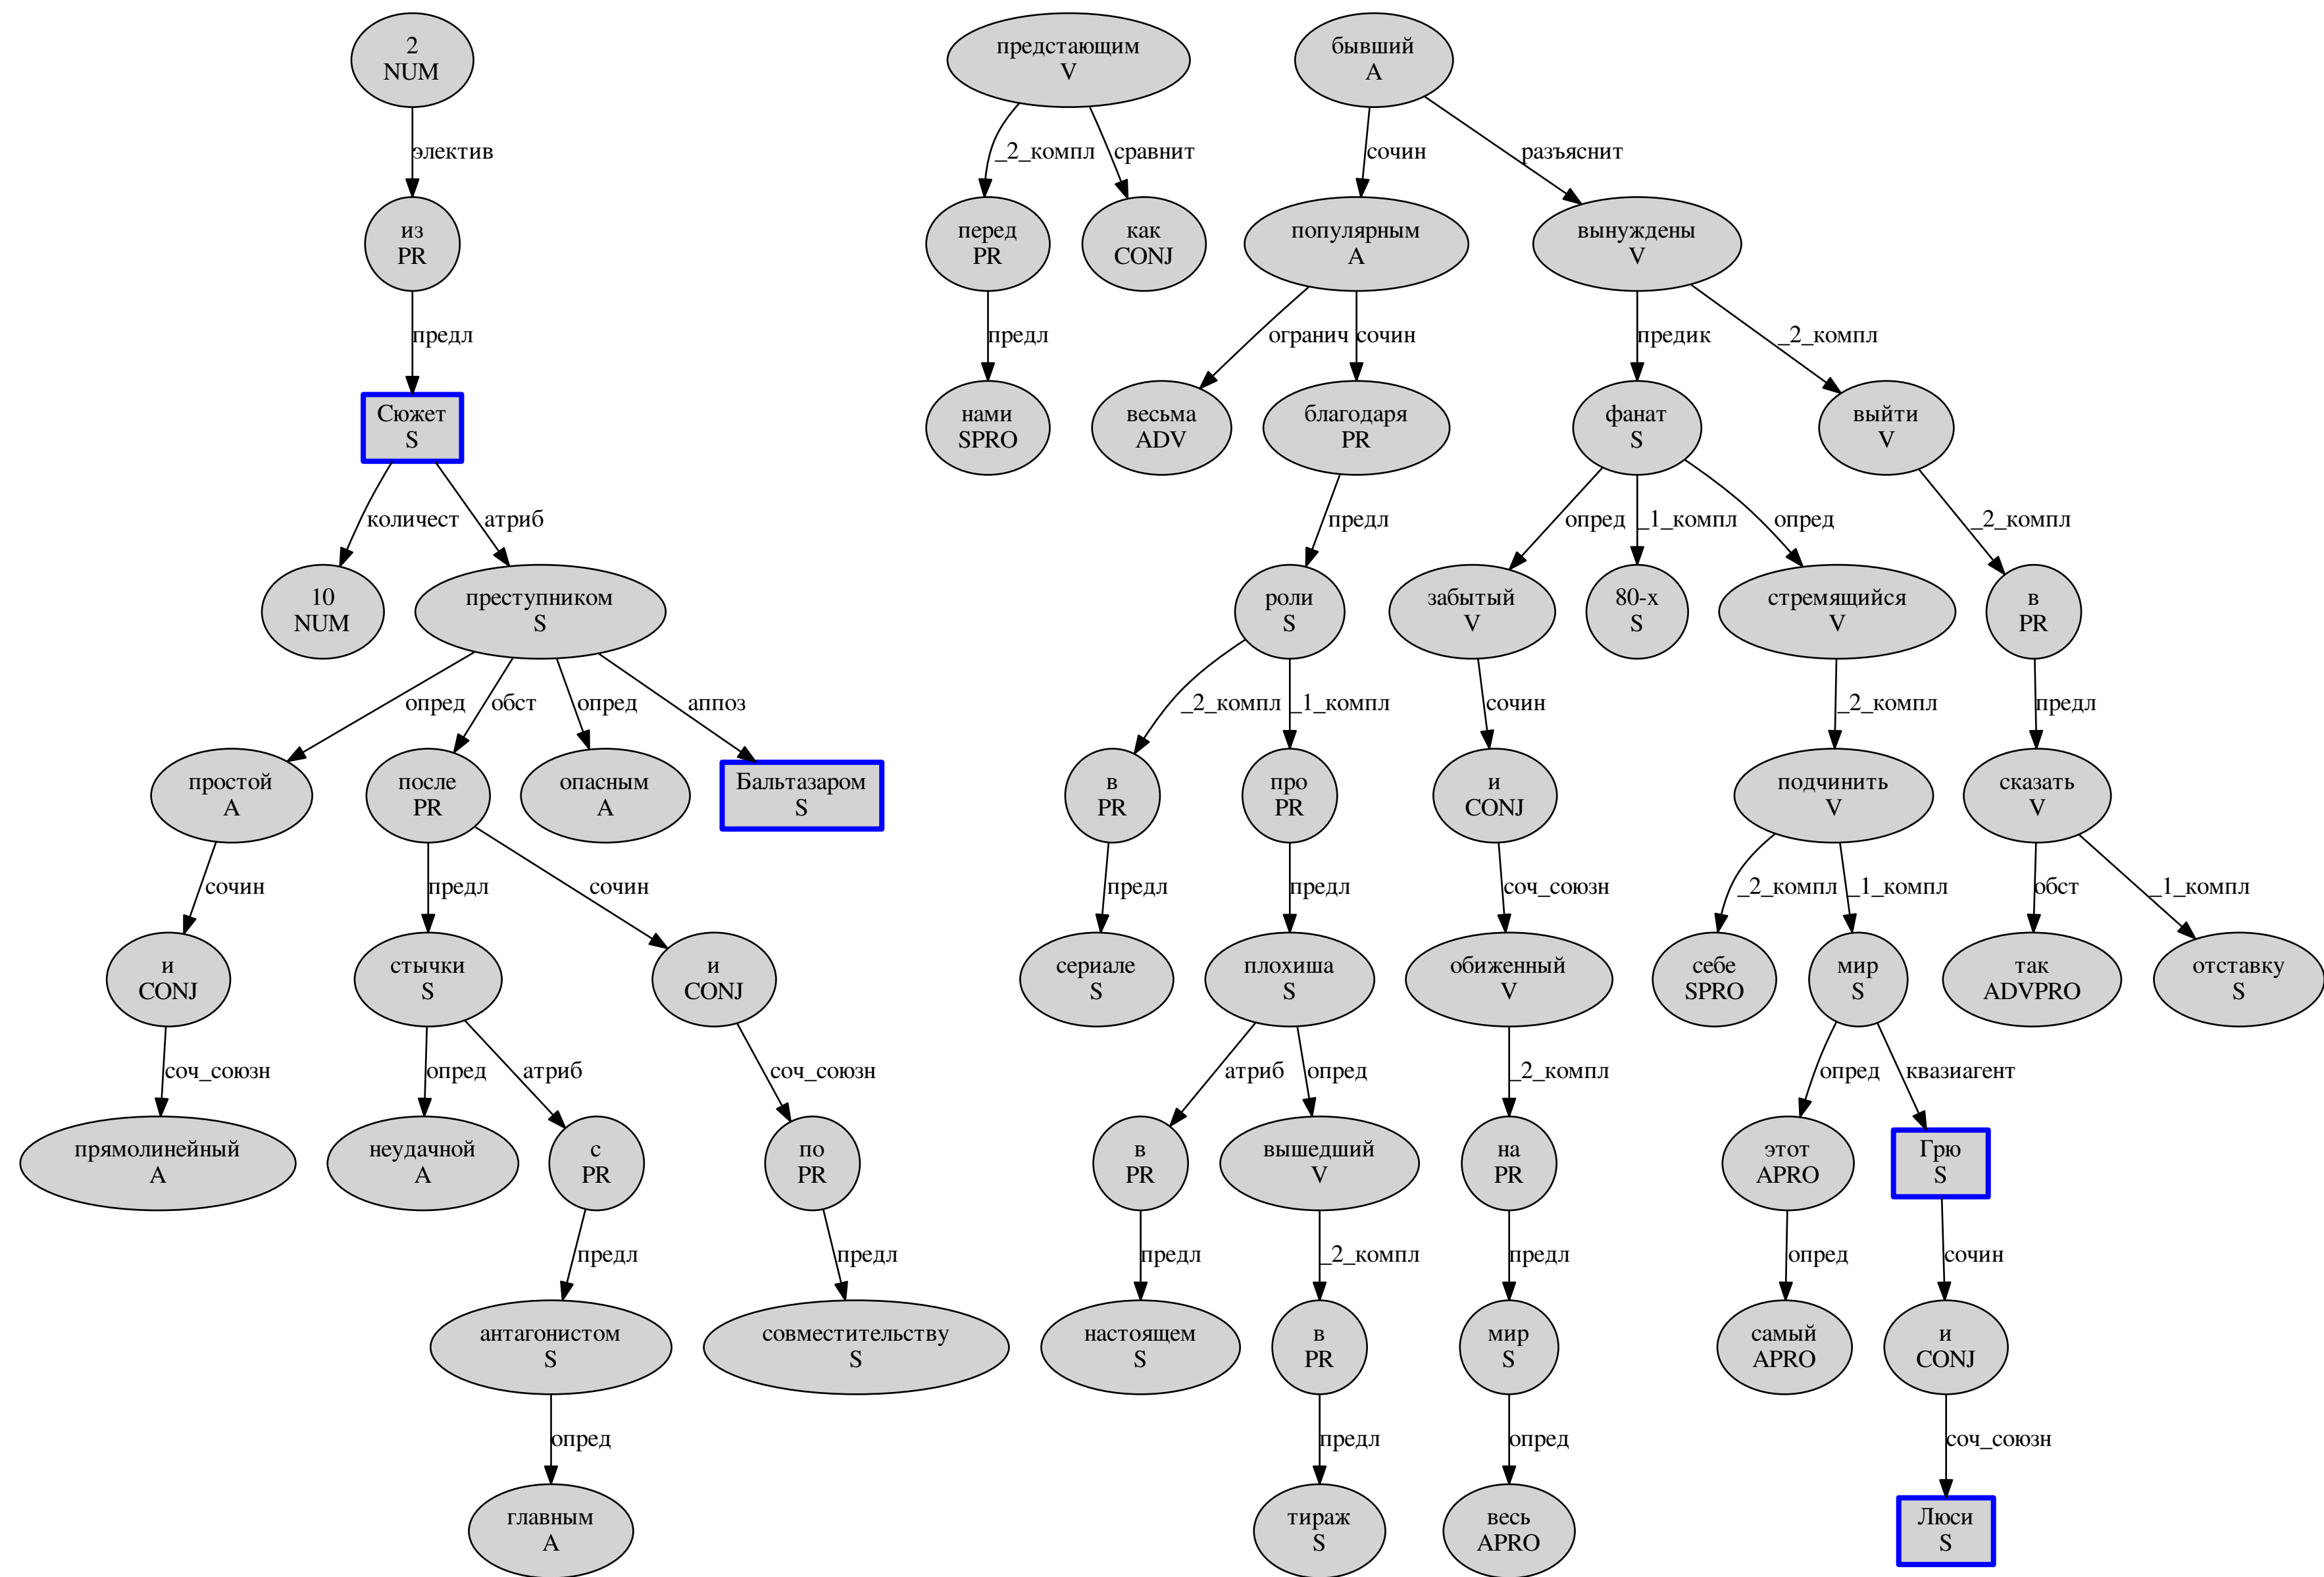 2
NUM
предстающим
V
бывший
A
электив
_2_компл
сравнит
сочин
разъяснит
из
PR
перед
PR
как
CONJ
популярным
A
вынуждены
V
предл
предл
огранич
сочин
предик
_2_компл
Сюжет
S
нами
SPRO
весьма
ADV
благодаря
PR
фанат
S
выйти
V
количест
атриб
предл
опред
_1_компл
опред
_2_компл
10
NUM
преступником
S
роли
S
забытый
V
80-х
S
стремящийся
V
в
PR
опред
обст
опред
аппоз
_2_компл
_1_компл
сочин
_2_компл
предл
простой
A
после
PR
опасным
A
Бальтазаром
S
в
PR
про
PR
и
CONJ
подчинить
V
сказать
V
сочин
предл
сочин
предл
предл
соч_союзн
_2_компл
_1_компл
обст
_1_компл
и
CONJ
стычки
S
и
CONJ
сериале
S
плохиша
S
обиженный
V
себе
SPRO
мир
S
так
ADVPRO
отставку
S
соч_союзн
опред
атриб
соч_союзн
атриб
опред
_2_компл
опред
квазиагент
прямолинейный
A
неудачной
A
с
PR
по
PR
в
PR
вышедший
V
на
PR
этот
APRO
Грю
S
предл
предл
предл
_2_компл
предл
опред
сочин
антагонистом
S
совместительству
S
настоящем
S
в
PR
мир
S
самый
APRO
и
CONJ
опред
предл
опред
соч_союзн
главным
A
тираж
S
весь
APRO
Люси
S